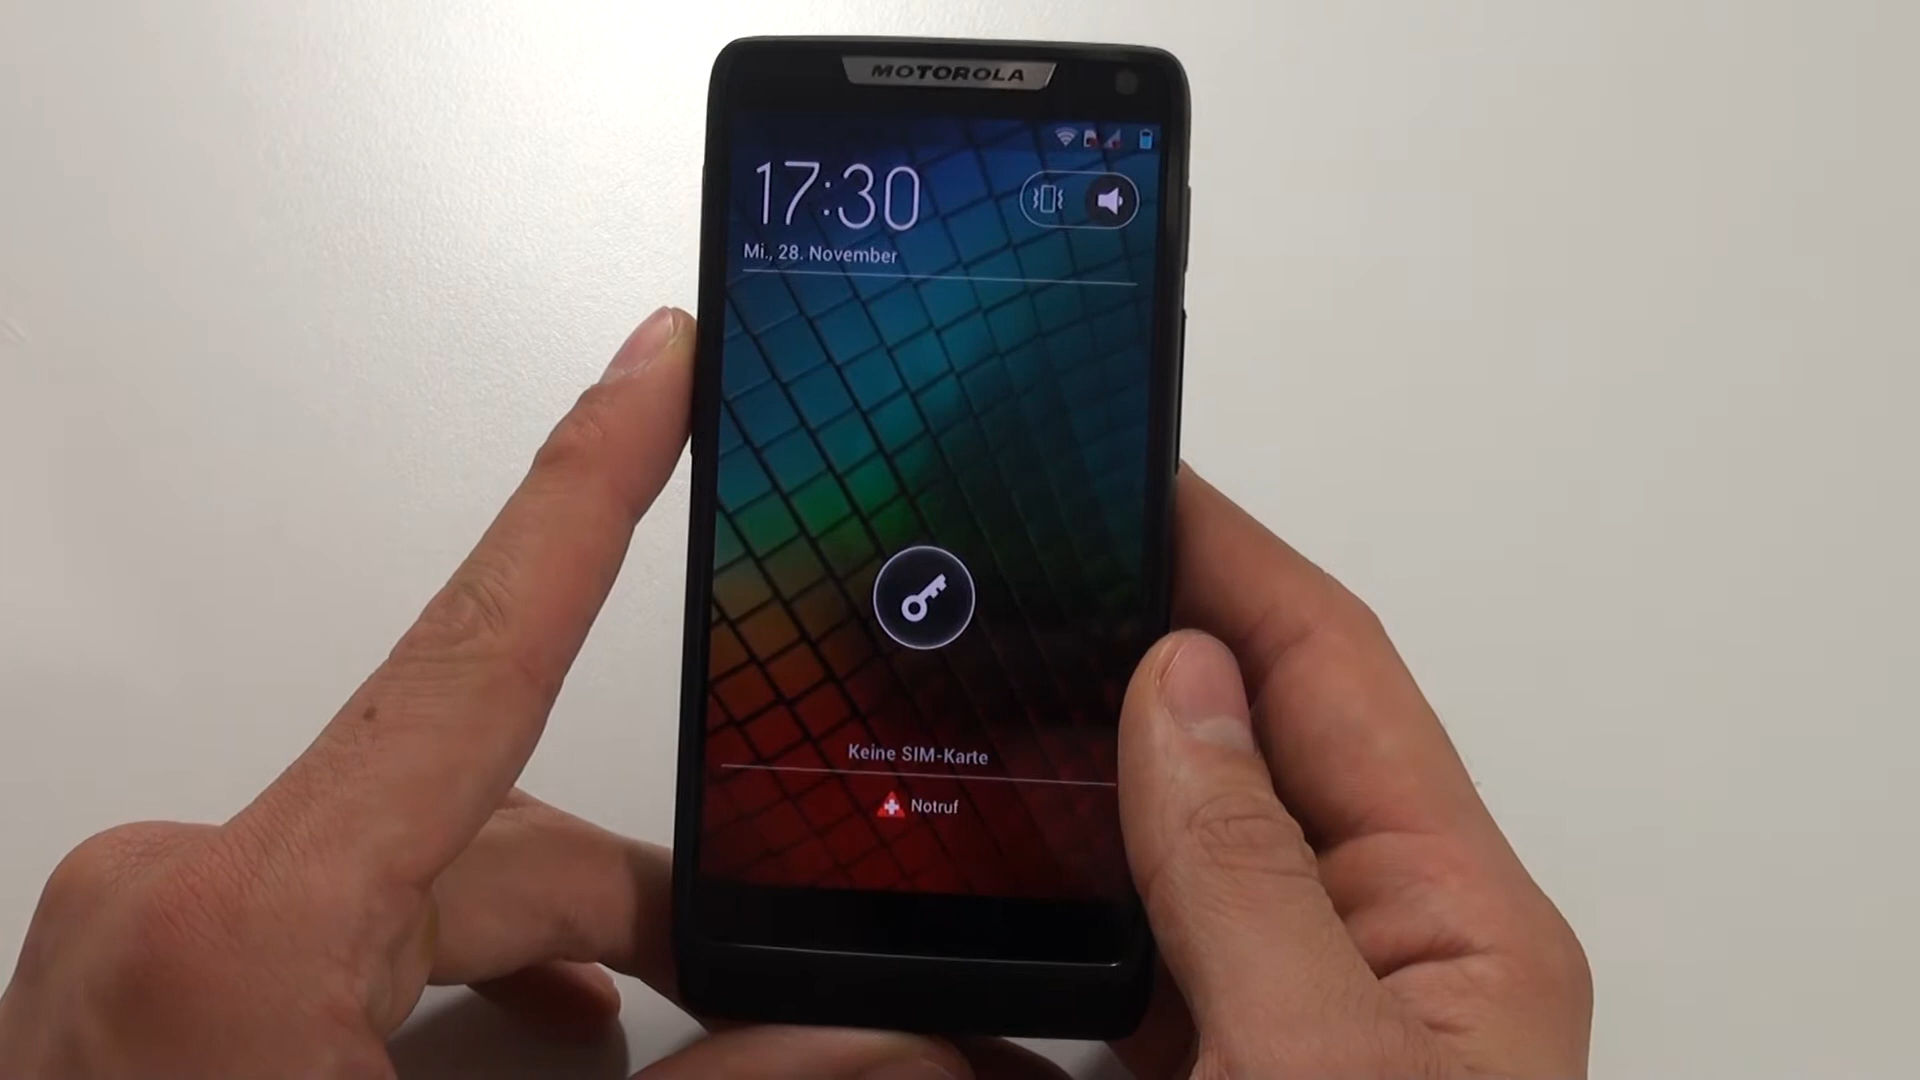 MOTOROLA
17:30
Mi., 28. November
Keine SIM-Karte
Notruf